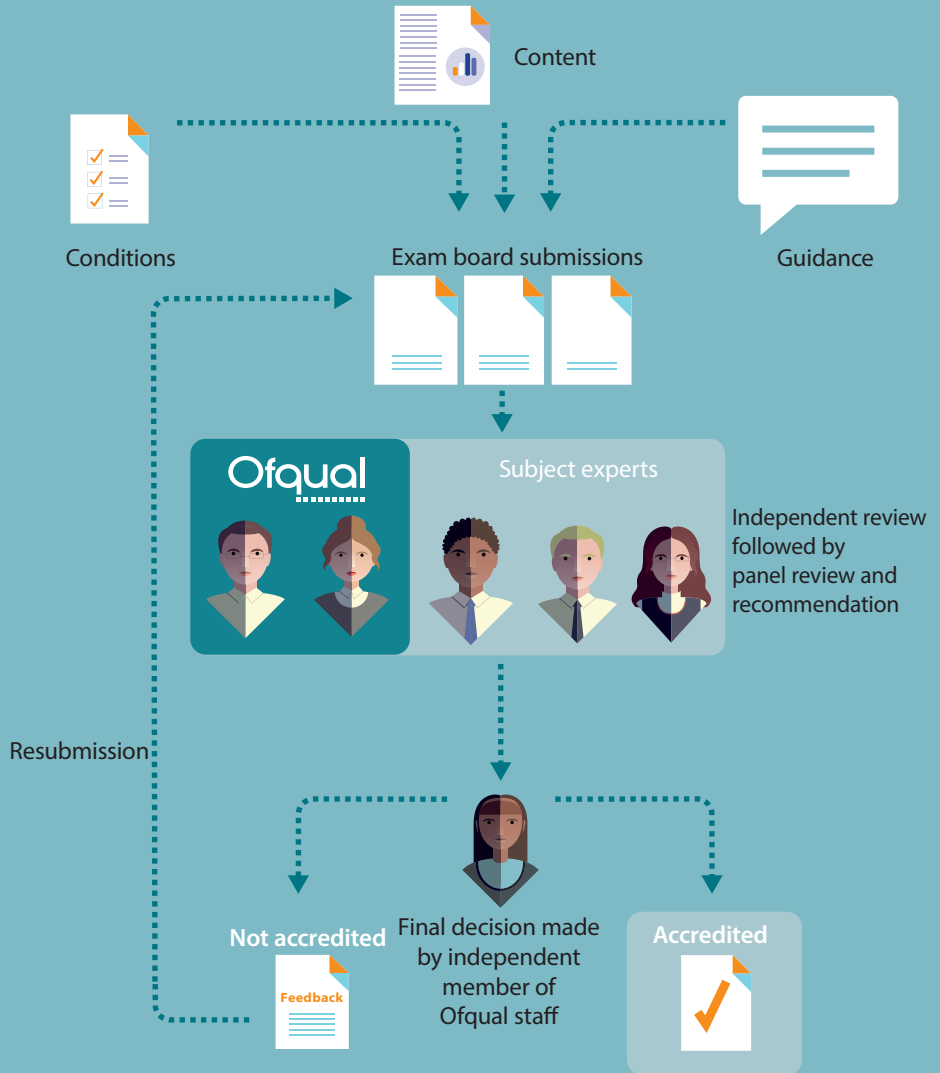 Content
Conditions
Guidance
Exam board submissions
Ofqual
Subject experts
Independent review
followed by
panel review and
recommendation
Resubmission
Not accredited
Feedback
Final decision made
by independent
member of
Ofqual staff
Accredited